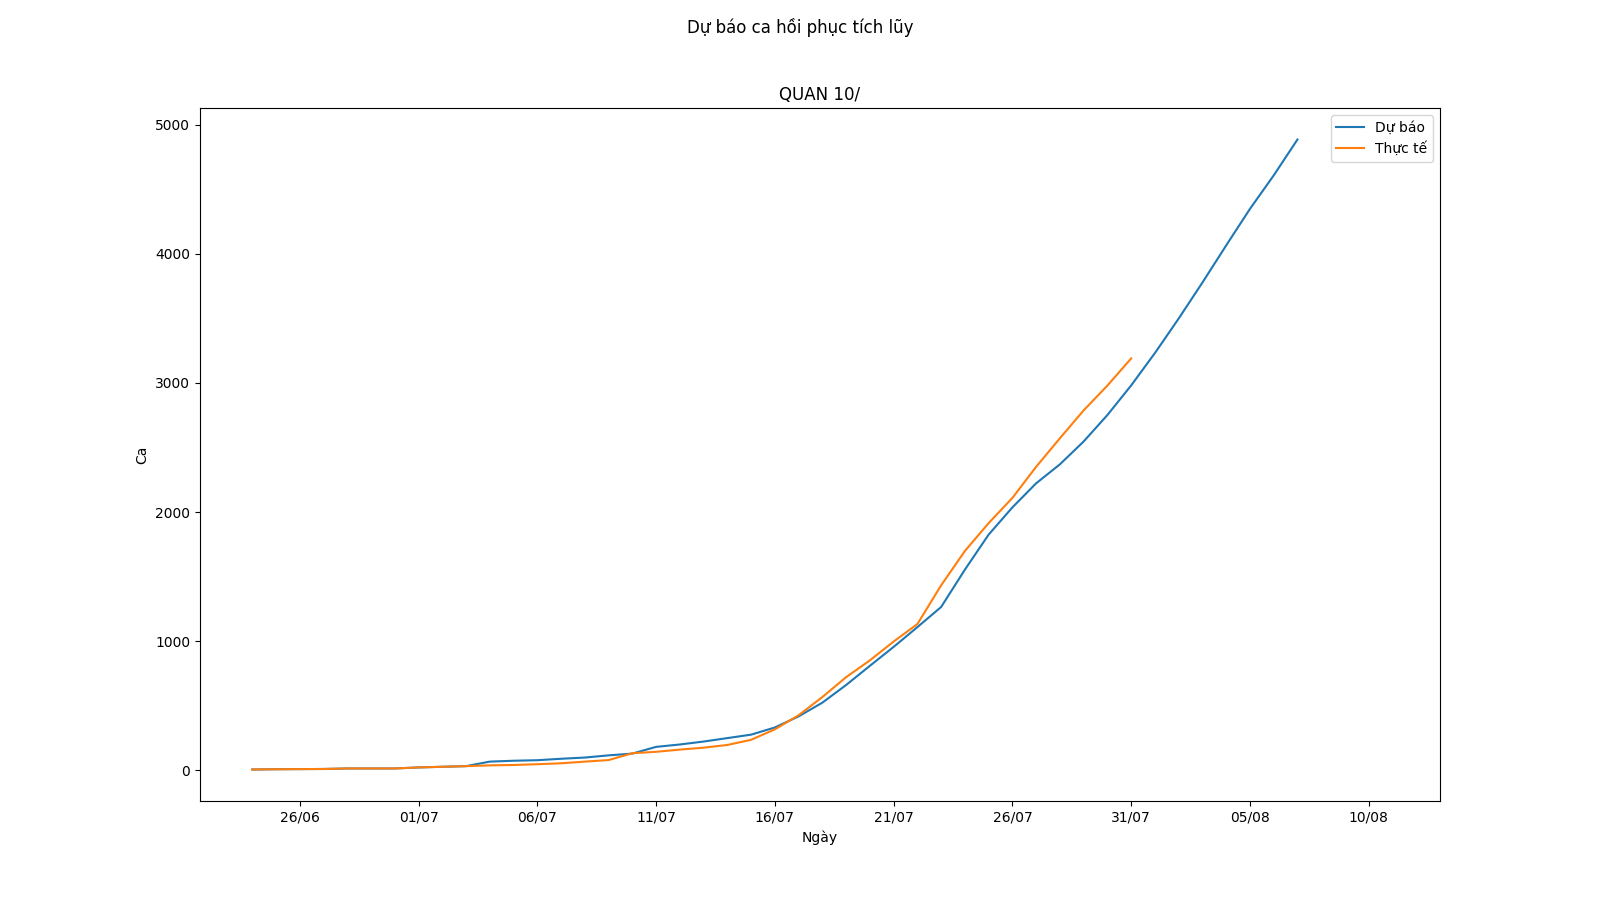 Dự báo ca hồi phục tích lũy
QUAN 10/
Dự báo
Thực tế
5000
4000
3000
2000
1000
0
Ca
26/06 01/07 06/07 11/07 16/07 21/07 26/07 31/07 05/08 10/08
Ngày